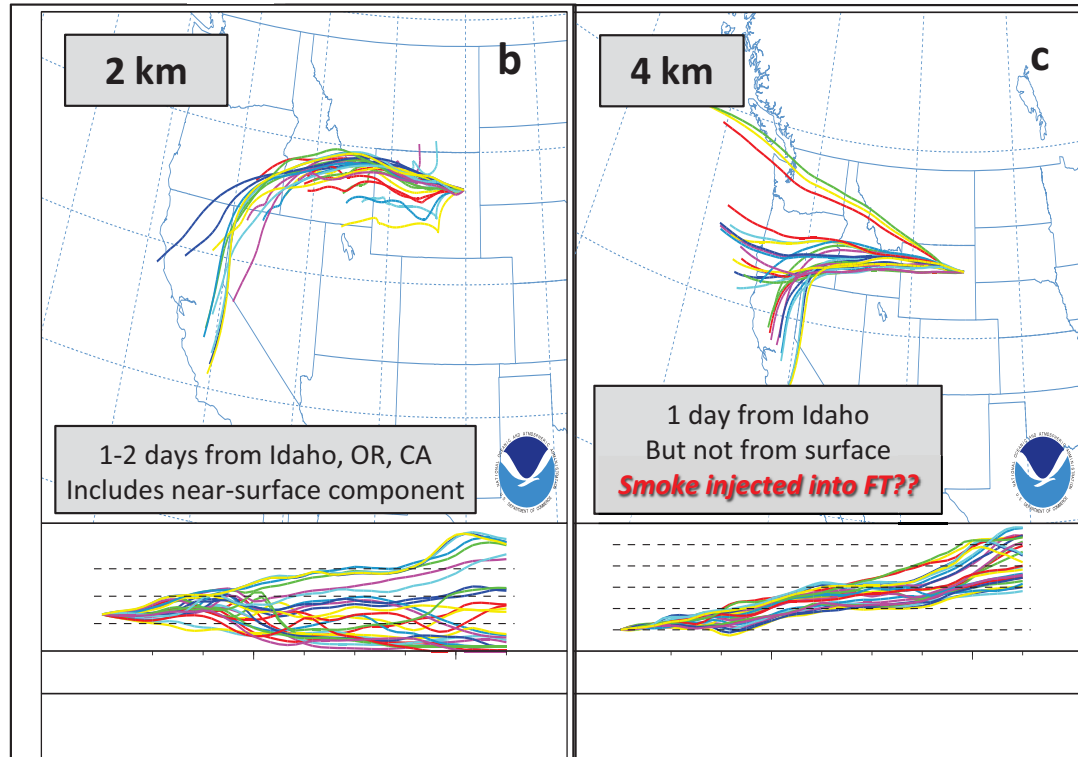 2 km
b
1-2 days from Idaho, OR, CA
Includes near-surface component
4 km
c
1 day from Idaho
But not from surface
Smoke injected into FT??